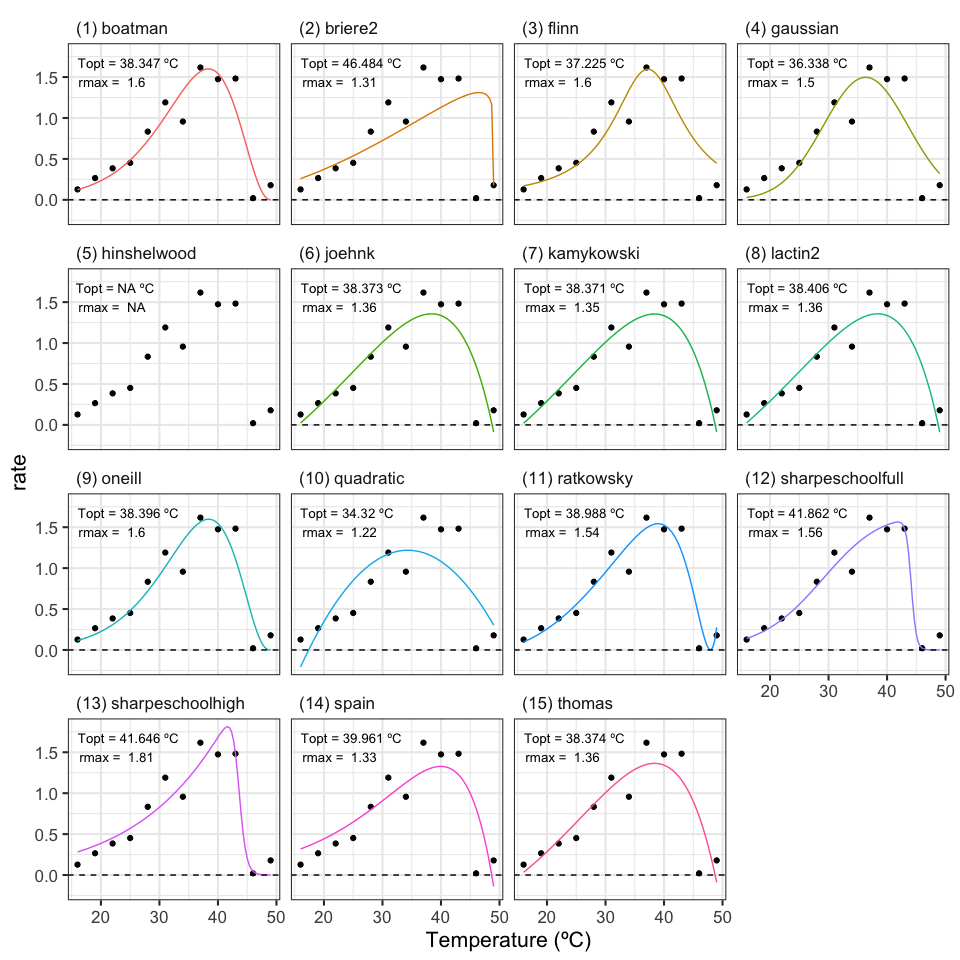 (1) boatman
Topt = 38.347 ºC
rmax = 1.6
(2) briere2
Topt = 46.484 ºC
rmax = 1.31
(3) flinn
Topt = 37.225 ºC
rmax = 1.6
(4) gaussian
Topt = 36.338 ºC
rmax = 1.5
1.5
1.0
0.5
0.0
(5) hinshelwood
Topt = NA ºC
rmax = NA
(6) joehnk
Topt = 38.373 ºC
rmax = 1.36
(7) kamykowski
Topt = 38.371 ºC
rmax = 1.35
(8) lactin2
Topt = 38.406 ºC
rmax = 1.36
1.5
1.0
0.5
0.0
(9) oneill
Topt = 38.396 ºC
rmax = 1.6
(10) quadratic
Topt = 34.32 ºC
rmax = 1.22
(11) ratkowsky
Topt = 38.988 ºC
rmax = 1.54
(12) sharpeschoolfull
Topt = 41.862 ºC
rmax = 1.56
1.5
1.0
0.5
0.0
20 30 40 50
(13) sharpeschoolhigh
Topt = 41.646 ºC
rmax = 1.81
(14) spain
Topt = 39.961 ºC
rmax = 1.33
(15) thomas
Topt = 38.374 ºC
rmax = 1.36
1.5
1.0
0.5
0.0
20 30 40 50
20 30 40 50
20 30 40 50
Temperature (ºC)
rate